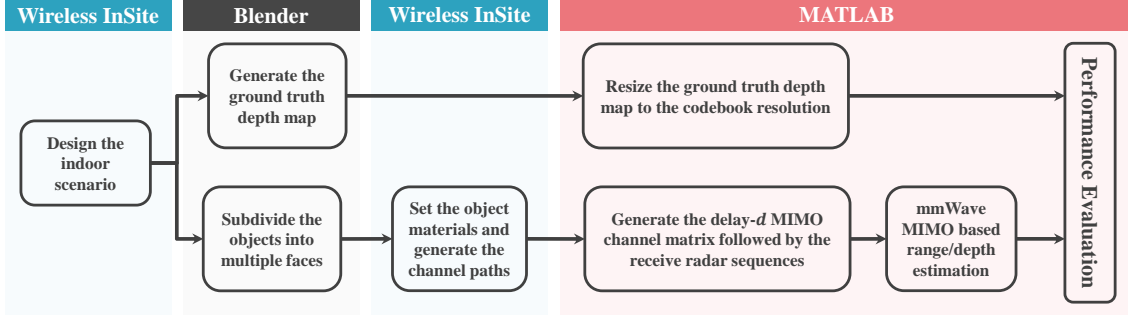 Wireless InSite
Blender
Wireless InSite
MATLAB
Design the
indoor
scenario
Generate the
ground truth
depth map
Resize the ground truth depth
map to the codebook resolution
Subdivide the
objects into
multiple faces
Set the object
materials and
generate the
channel paths
Generate the delay-d MIMO
channel matrix followed by the
receive radar sequences
mmWave
MIMO based
range/depth
estimation
Performance Evaluation